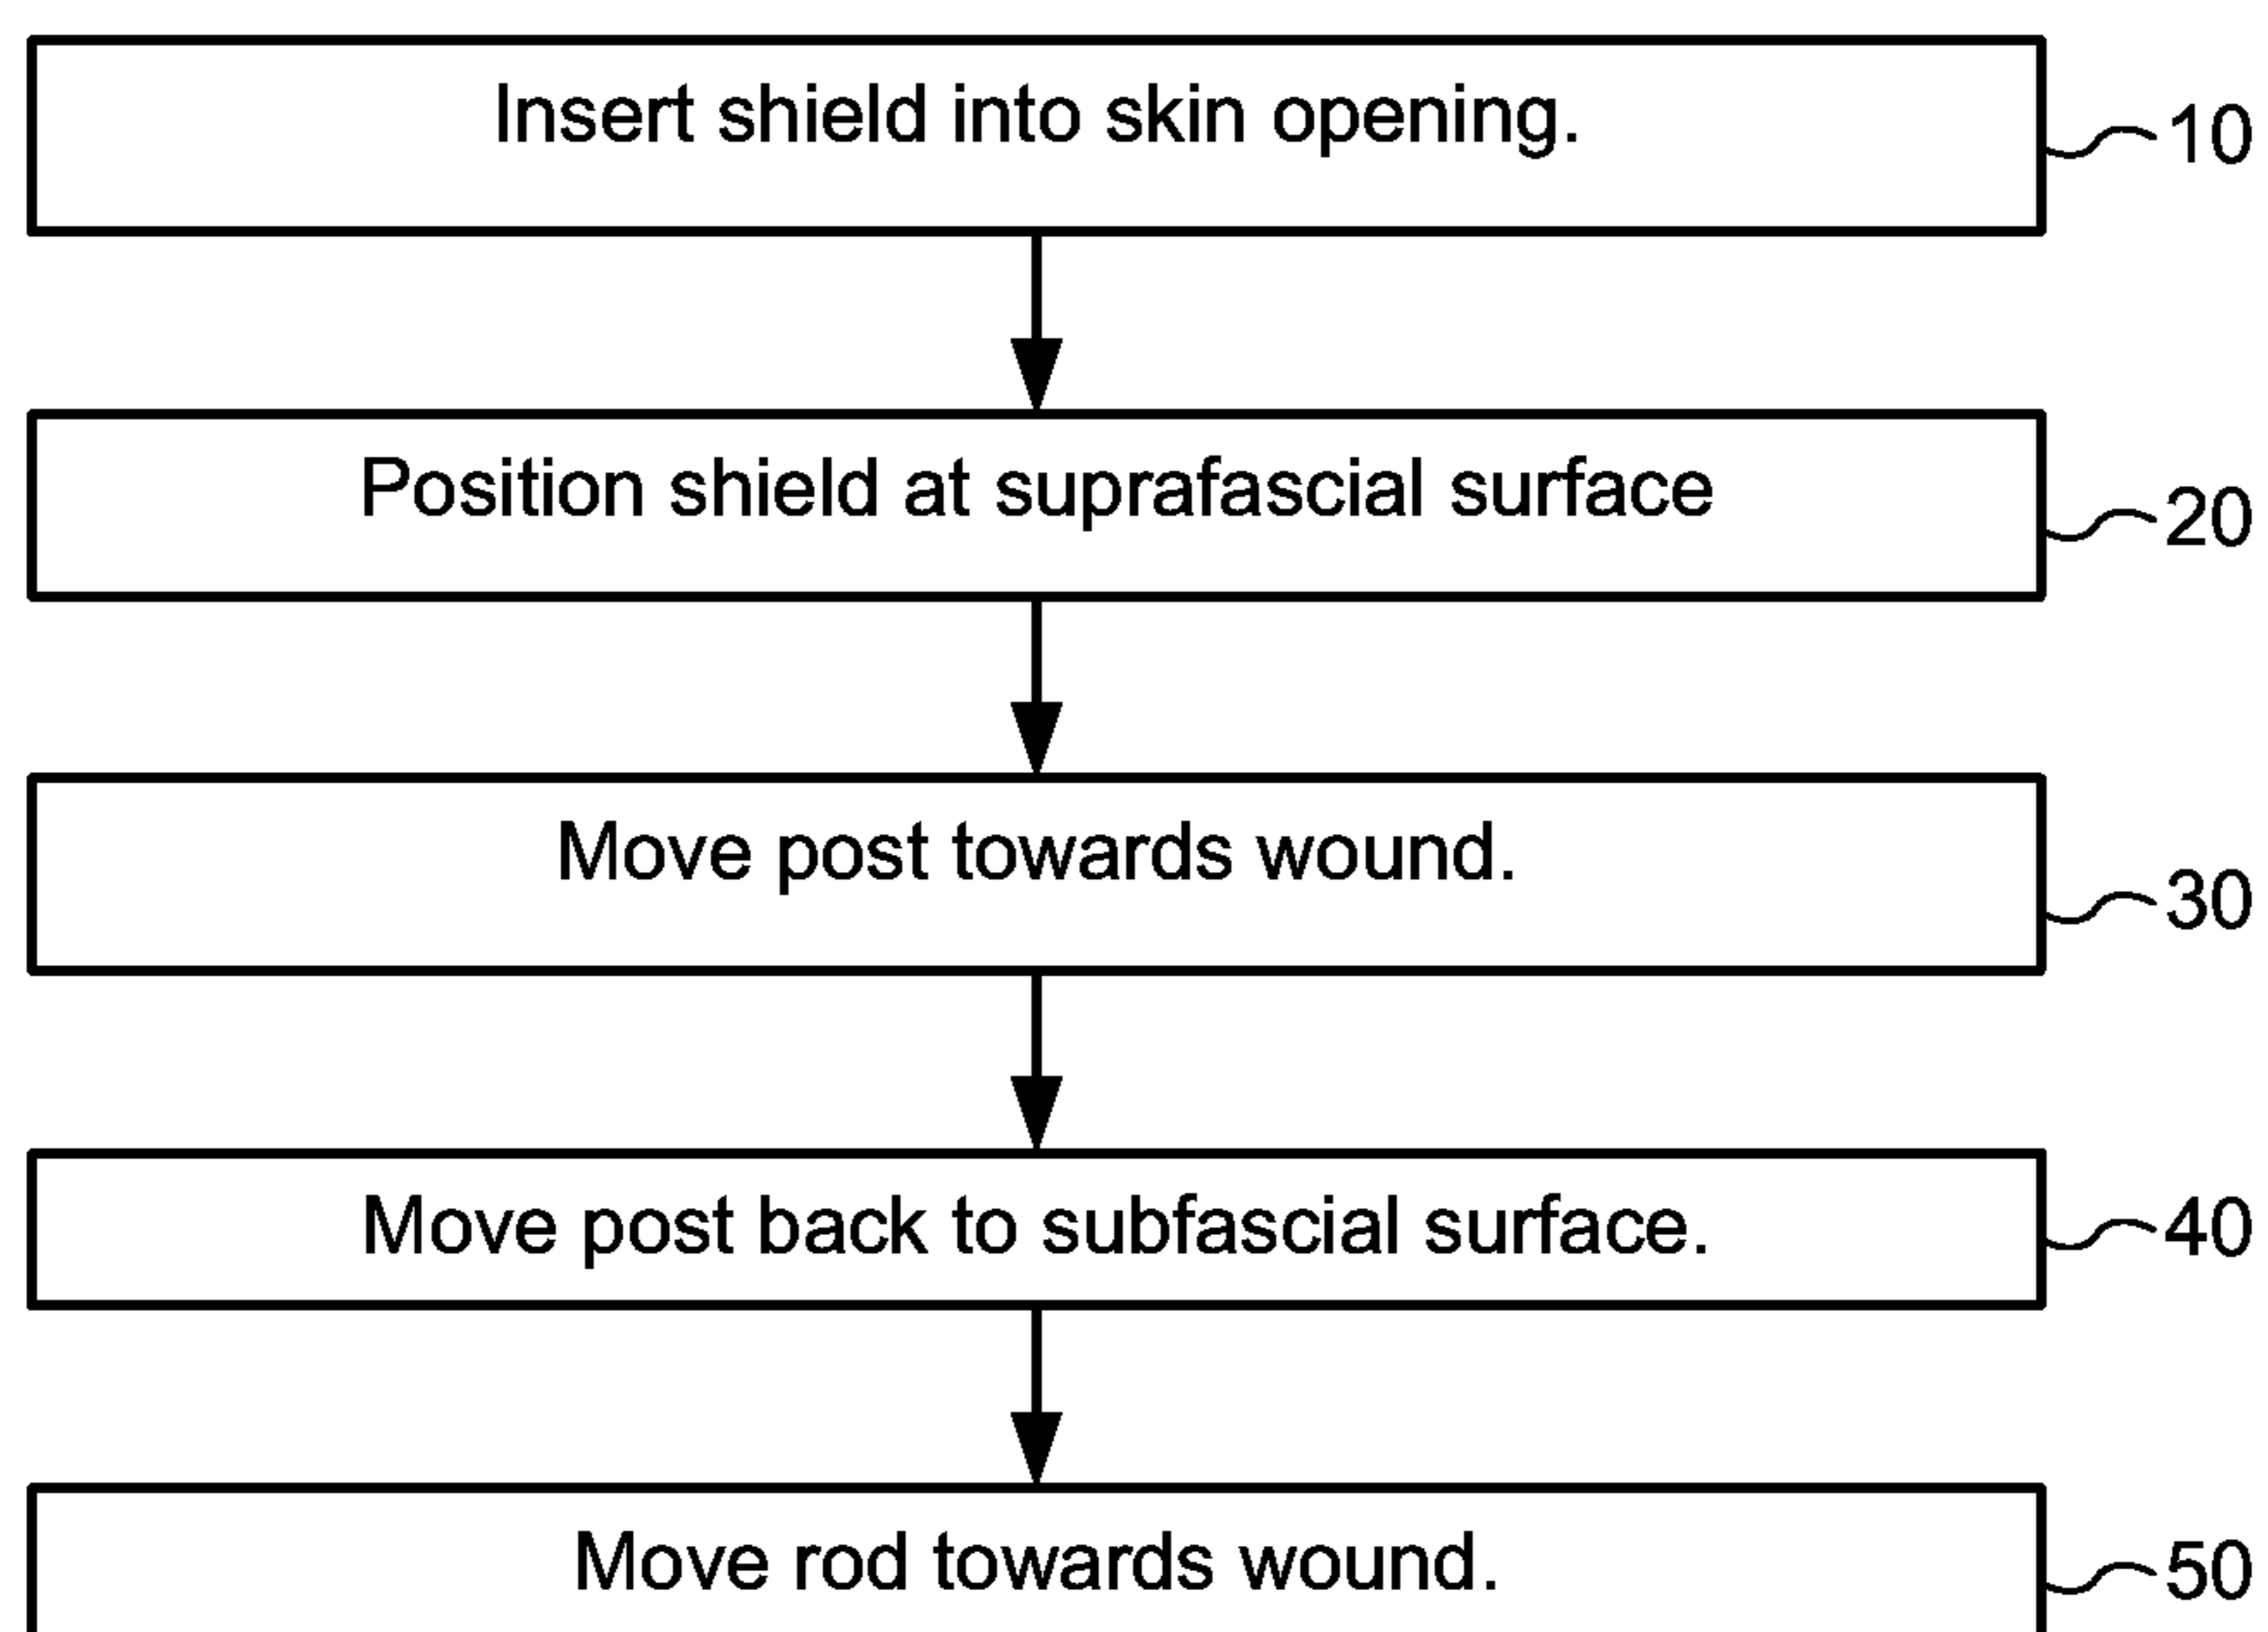 Insert shield into skin opening.
10
Position shield at suprafascial surface
20
Move post towards wound.
30
Move post back to subfascial surface.
40
Move rod towards wound.
50